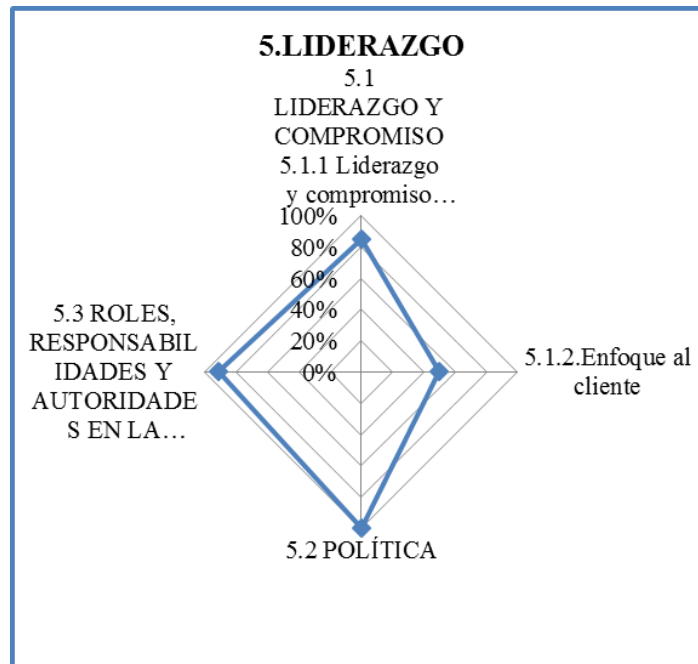 5.LIDERAZGO
5.1
LIDERAZGO Y
COMPROMISO
5.1.1 Liderazgo
y compromiso…
100%
80%
60%
40%
20%
0%
5.3 ROLES,
RESPONSABIL
IDADES Y
AUTORIDADE
S EN LA…
5.1.2.Enfoque al
cliente
5.2 POLÍTICA